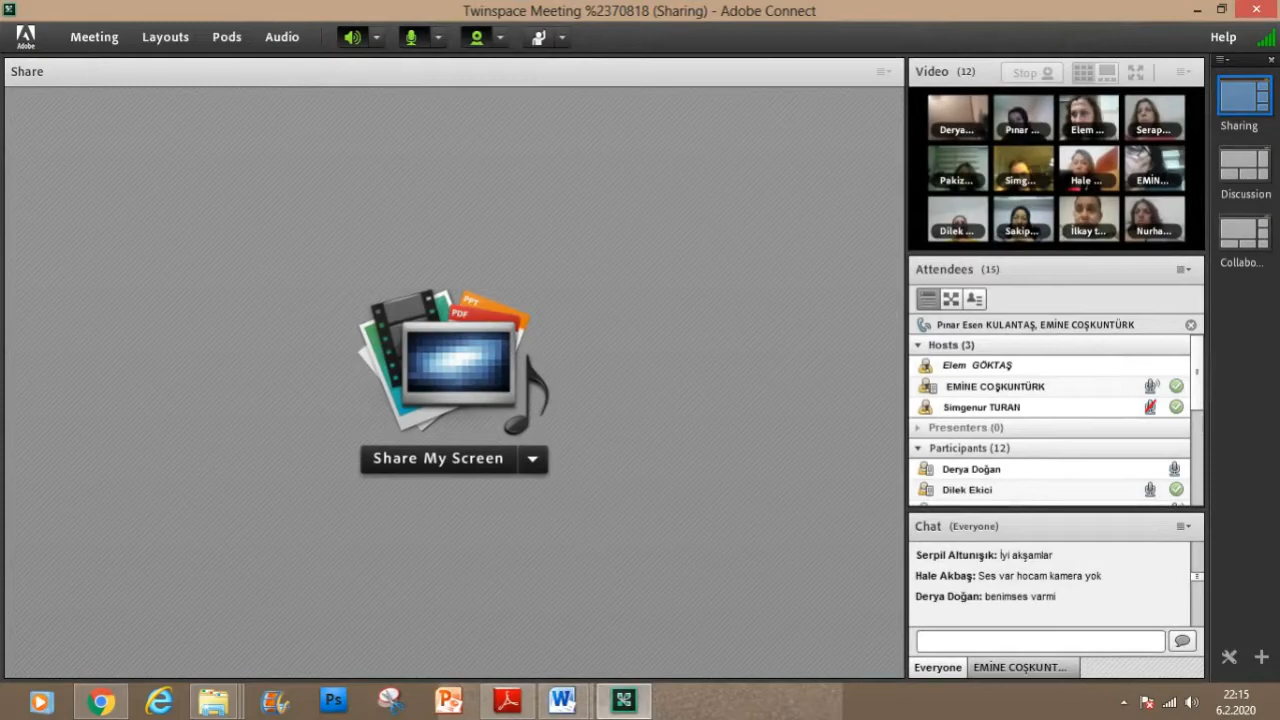 Twinspace Meeting %2370818 (Sharing) - Adobe Connect
Adobe
Meeting
Layouts
Pods
Audio
Help
Share
Video (12)
Stop
Derya...
Pınar ...
Elem ...
Serap...
Pakiz...
Simg...
Hale ...
EMİN...
Dilek ...
Sakip...
İlkay t...
Nurha...
Sharing
Discussion
Collabo...
PPT
PDF
Share My Screen
Attendees (15)
Pınar Esen KULANTAŞ, EMİNE COŞKUNTÜRK
Hosts (3)
Elem GÖKTAŞ
EMİNE COŞKUNTÜRK
Simgenur TURAN
Presenters (0)
Participants (12)
Derya Doğan
Dilek Ekici
Chat (Everyone)
Serpil Altunışık: İyi akşamlar
Hale Akbaş: Ses var hocam kamera yok
Derya Doğan: benimses varmi
Everyone
EMİNE COŞKUNT...
Ps
22:15
6.2.2020